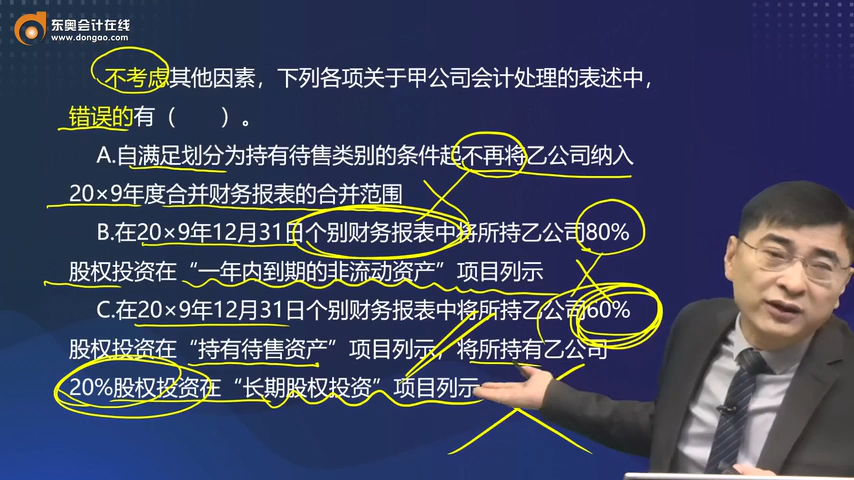 东奥会计在线
www.dongao.com
不考虑其他因素，下列各项关于甲公司会计处理的表述中，
错误的有（　　）。
A.自满足划分为持有待售类别的条件起不再将乙公司纳入
20×9年度合并财务报表的合并范围
B.在20×9年12月31日个别财务报表中将所持乙公司80%
股权投资在“一年内到期的非流动资产”项目列示
C.在20×9年12月31日个别财务报表中将所持乙公司60%
股权投资在“持有待售资产”项目列示，将所持有乙公司
20%股权投资在“长期股权投资”项目列示